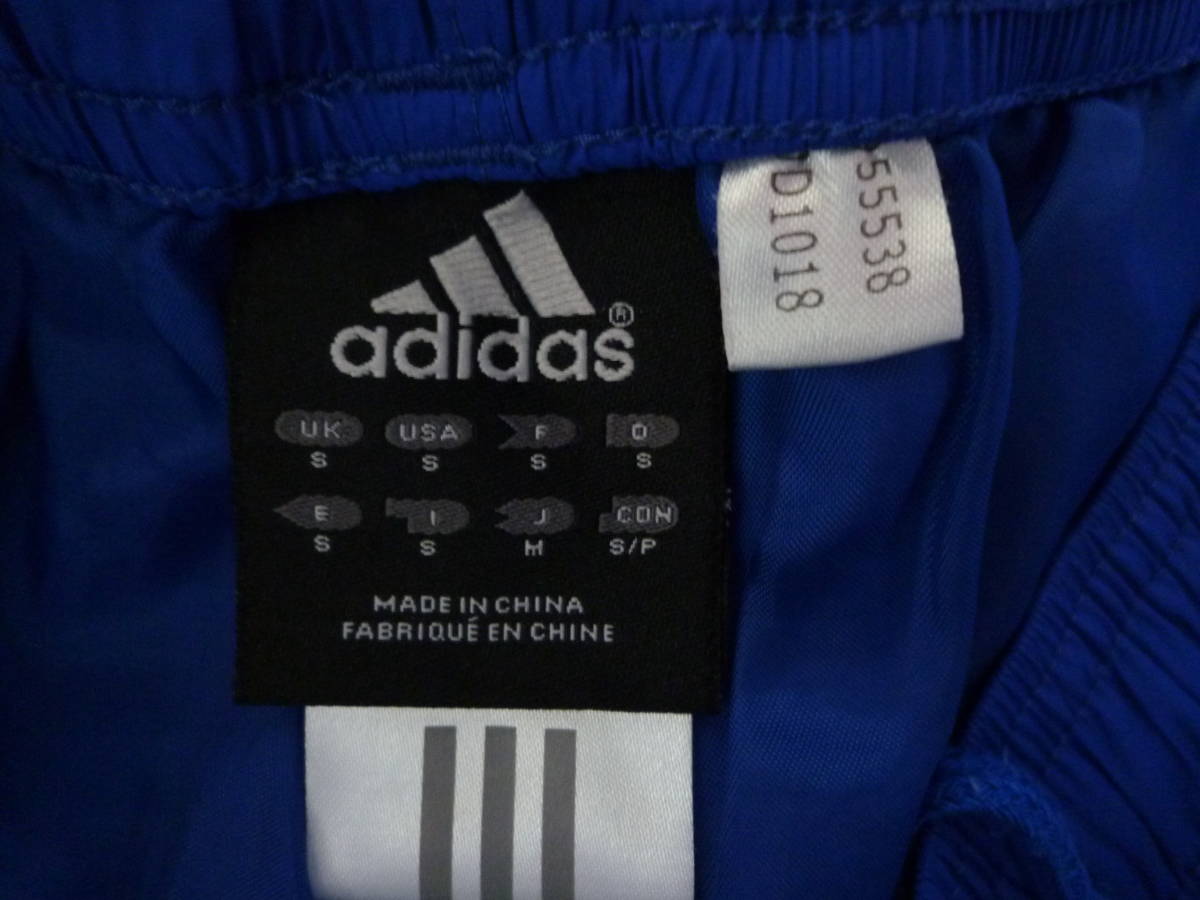 adidas®
UK USA F D
S S S S
E I J CON
S S M S/P
MADE IN CHINA
FABRIQUÉ EN CHINE
55538
D1018